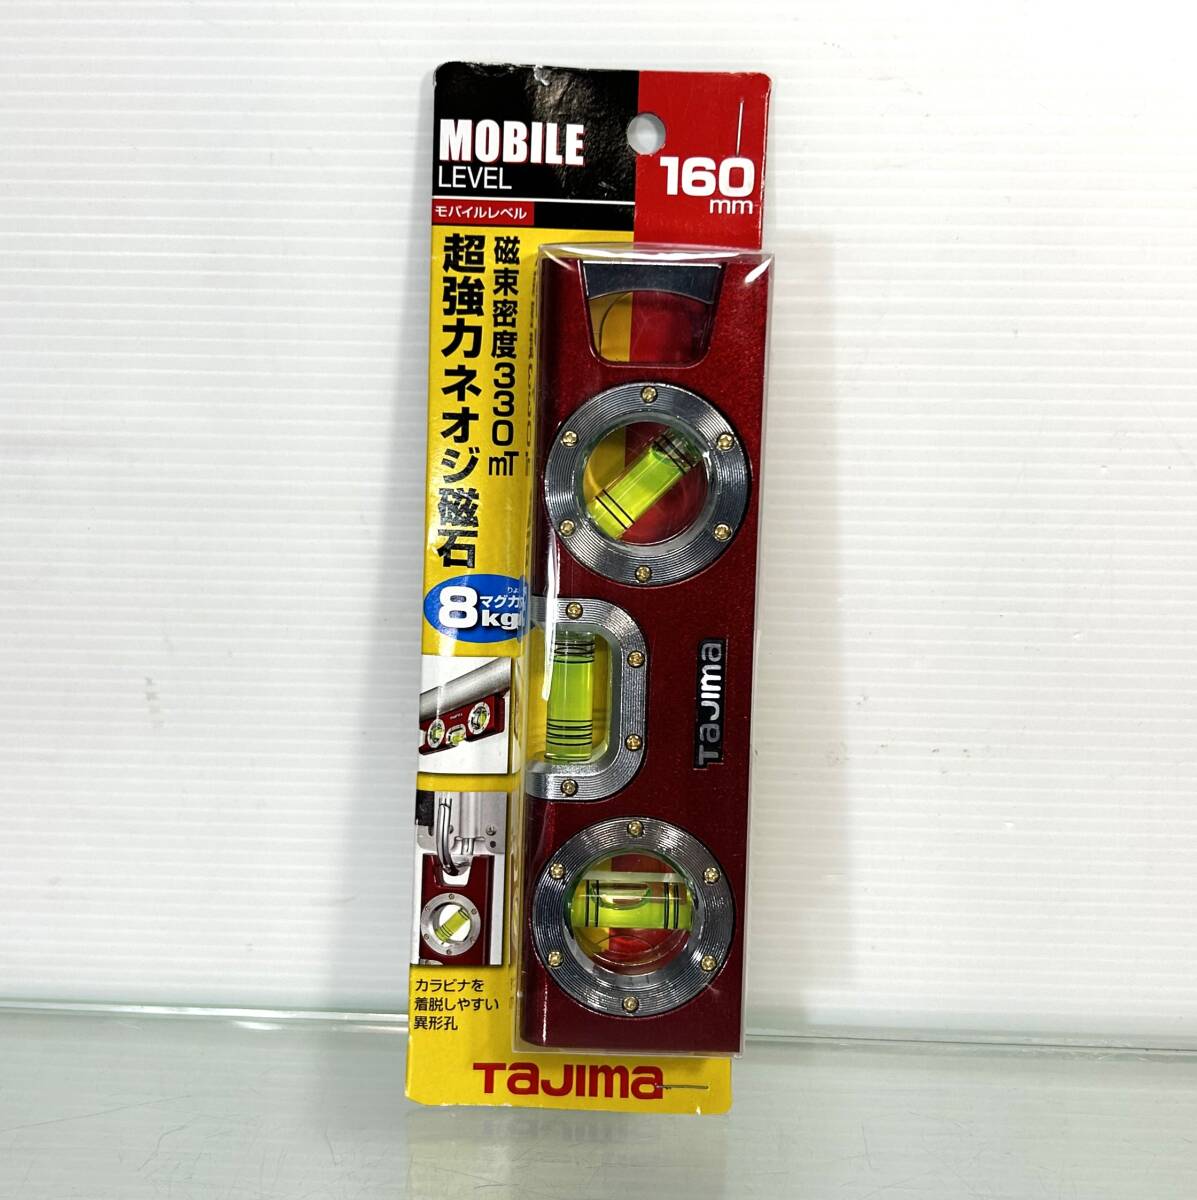 MOBILE
LEVEL
モバイルレベル
160
mm
磁束密度330mT
超強力ネオジ磁石
マグカ
8kgf
TaJIma
カラビナを
着脱しやすい
異形孔
TaJIma